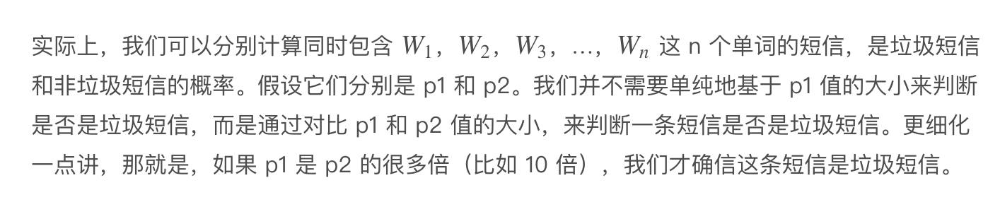 实际上，我们可以分别计算同时包含 W₁，W₂，W₃，…，Wₙ 这 n 个单词的短信，是垃圾短信
和非垃圾短信的概率。假设它们分别是 p1 和 p2。我们并不需要单纯地基于 p1 值的大小来判断
是否是垃圾短信，而是通过对比 p1 和 p2 值的大小，来判断一条短信是否是垃圾短信。更细化
一点讲，那就是，如果 p1 是 p2 的很多倍（比如 10 倍），我们才确信这条短信是垃圾短信。